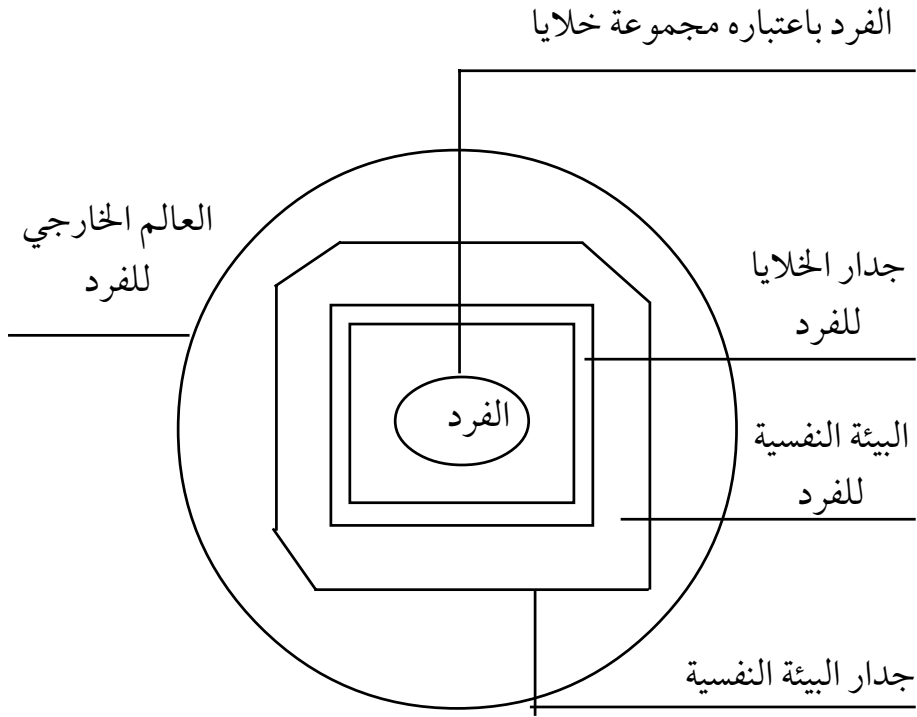 الفرد باعتباره مجموعة خلايا
العالم الخارجي
للفرد
جدار الخلايا
للفرد
الفرد
البيئة النفسية
للفرد
جدار البيئة النفسية